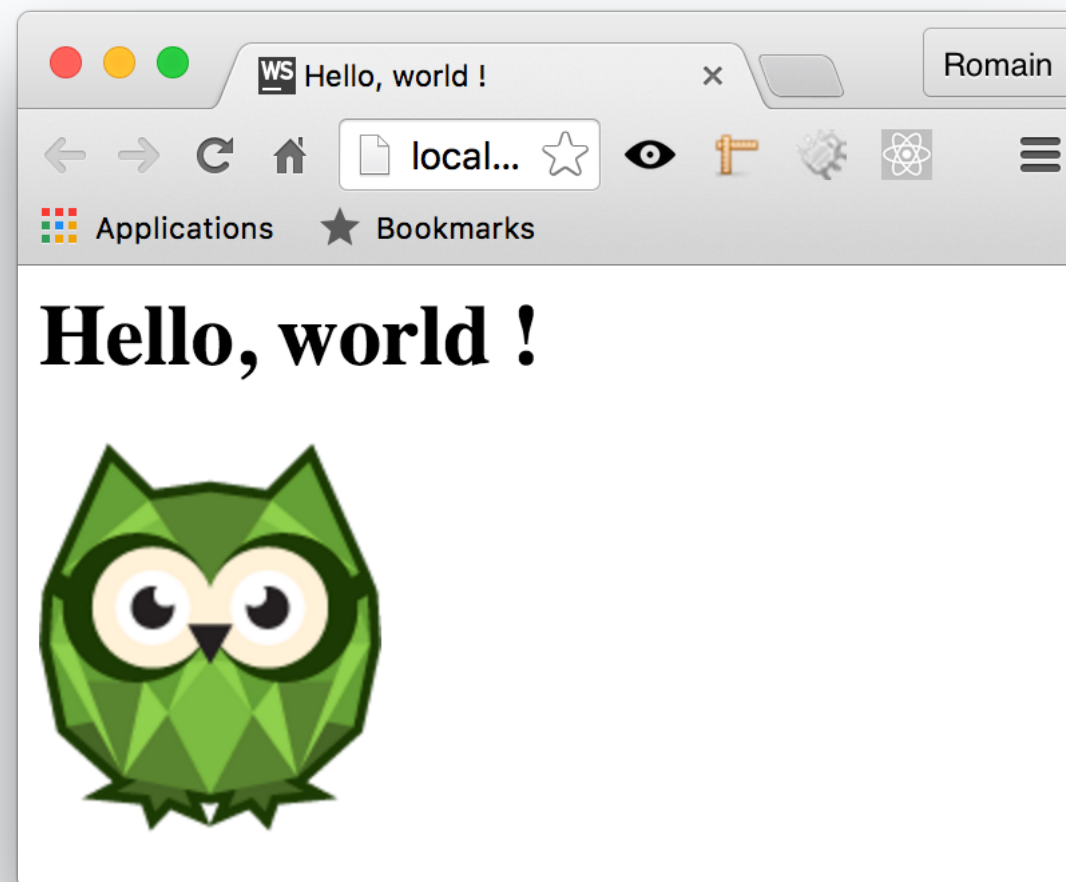 WS Hello, world !
Romain
local...
Applications
Bookmarks
Hello, world !